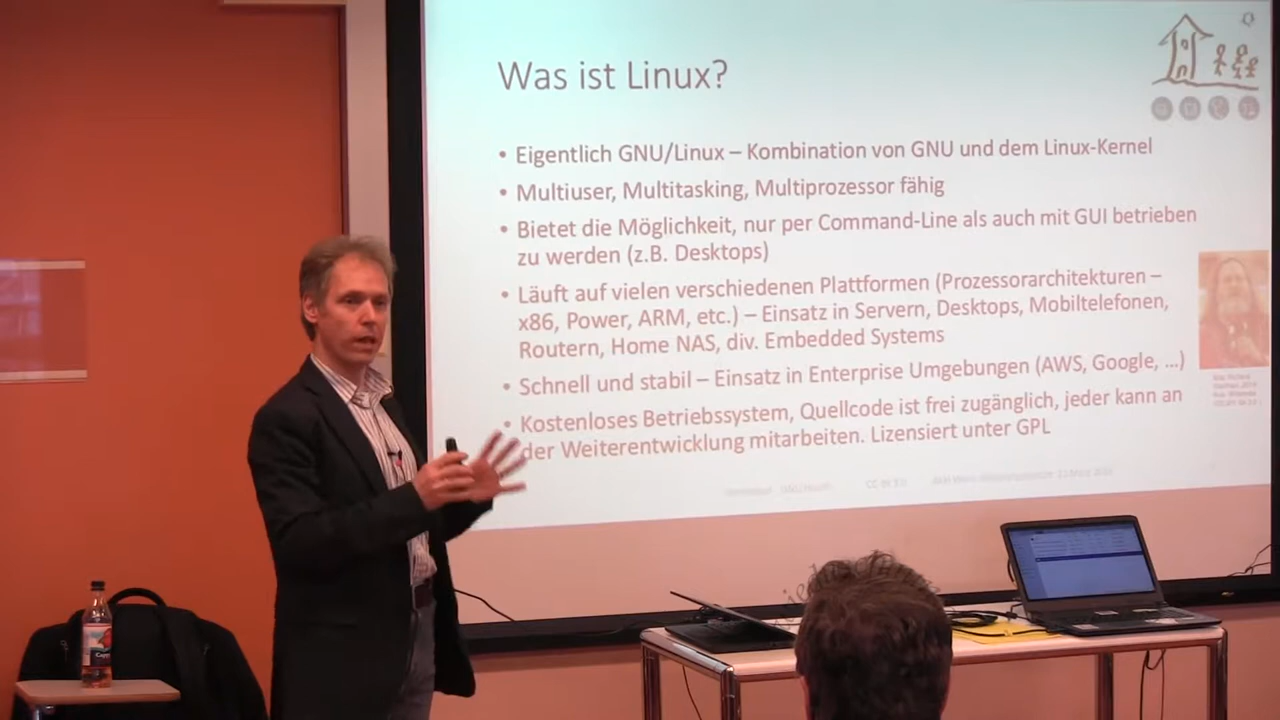 Was ist Linux?
• Eigentlich GNU/Linux – Kombination von GNU und dem Linux-Kernel
• Multiuser, Multitasking, Multiprozessor fähig
• Bietet die Möglichkeit, nur per Command-Line als auch mit GUI betrieben
zu werden (z.B. Desktops)
• Läuft auf vielen verschiedenen Plattformen (Prozessorarchitekturen –
x86, Power, ARM, etc.) – Einsatz in Servern, Desktops, Mobiltelefonen,
Routern, Home NAS, div. Embedded Systems
• Schnell und stabil – Einsatz in Enterprise Umgebungen (AWS, Google, ...)
• Kostenloses Betriebssystem, Quellcode ist frei zugänglich, jeder kann an
der Weiterentwicklung mitarbeiten. Lizensiert unter GPL